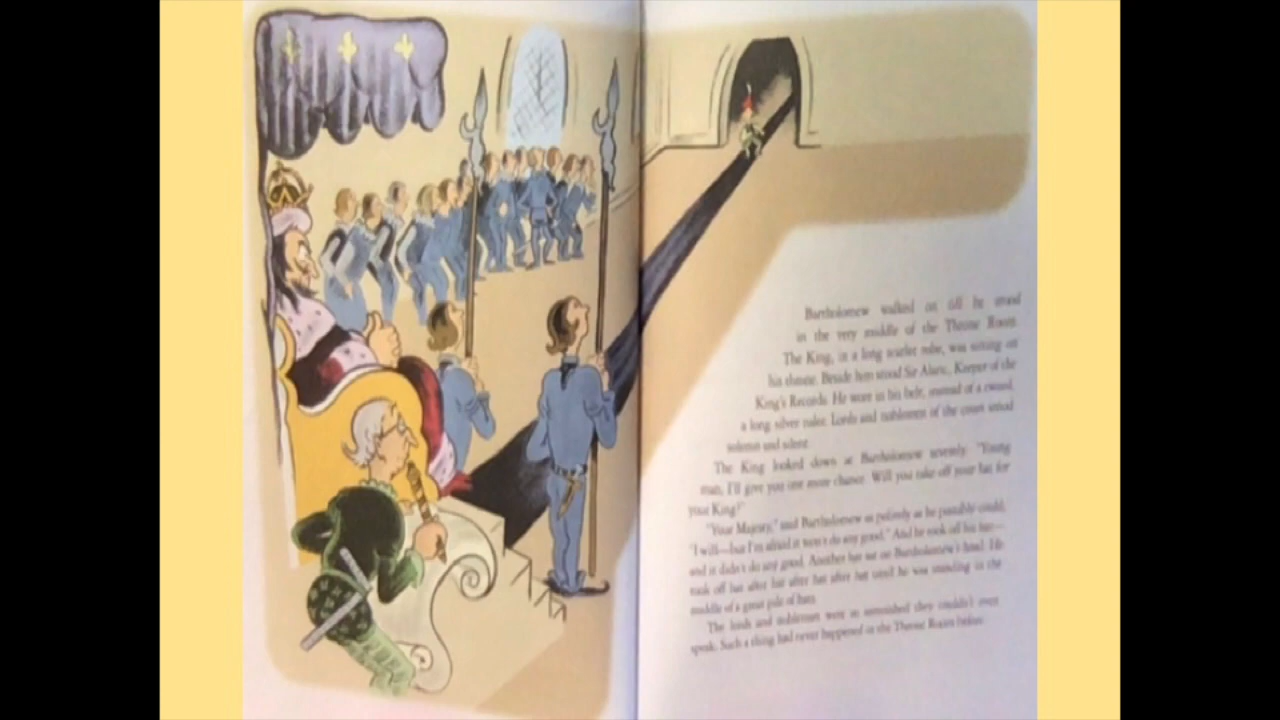 Bartholomew walked on till he stood
in the very middle of the Throne Room.
The King, in a long scarlet robe, was sitting on
his throne. Beside him stood Sir Alaric, Keeper of the
King's Records. He wore in his belt, instead of a sword,
a long silver ruler. Lords and noblemen of the court stood
solemn and silent.
The King looked down at Bartholomew severely. "Young
man, I'll give you one more chance. Will you take off your hat for
your King?"
"Your Majesty," said Bartholomew as politely as he possibly could,
"I will—but I'm afraid it won't do any good." And he took off his hat—
and it didn't do any good. Another hat sat on Bartholomew's head. He
took off hat after hat after hat after hat until he was standing in the
middle of a great pile of hats.
The lords and noblemen were so astonished they couldn't even
speak. Such a thing had never happened in the Throne Room before.